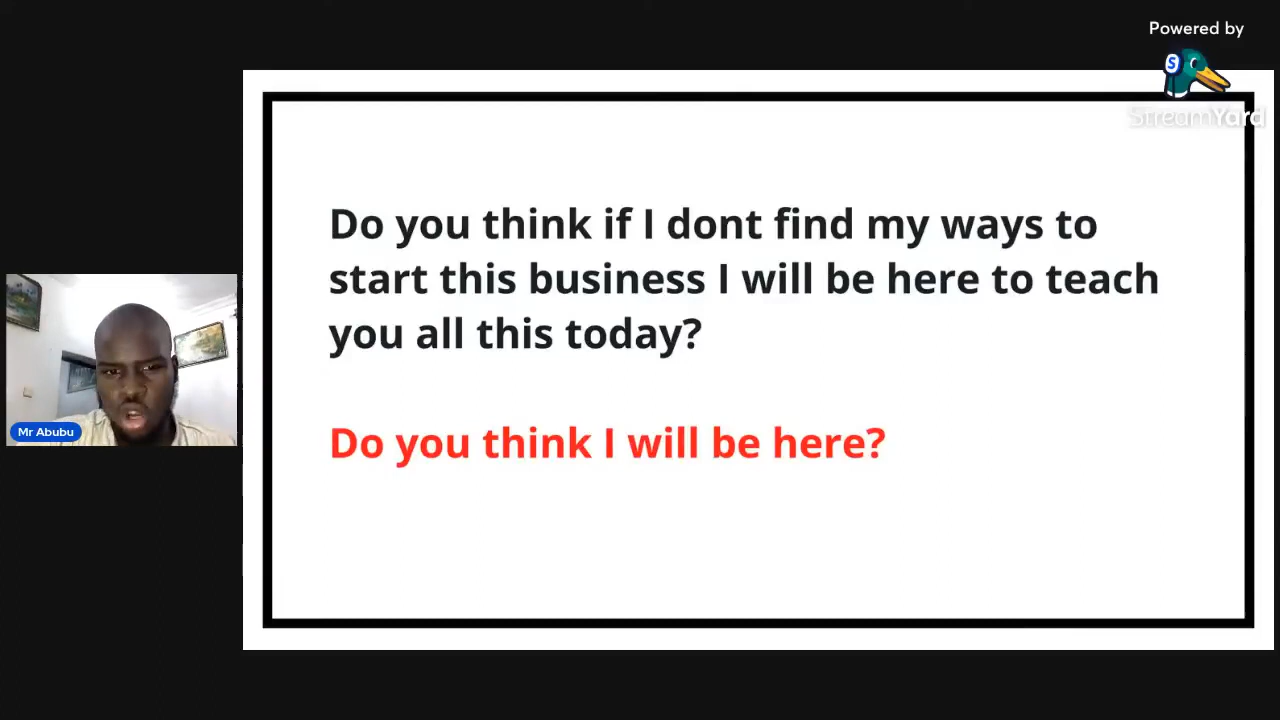 Powered by
S
StreamYard
Do you think if I dont find my ways to
start this business I will be here to teach
you all this today?
Do you think I will be here?
Mr Abubu